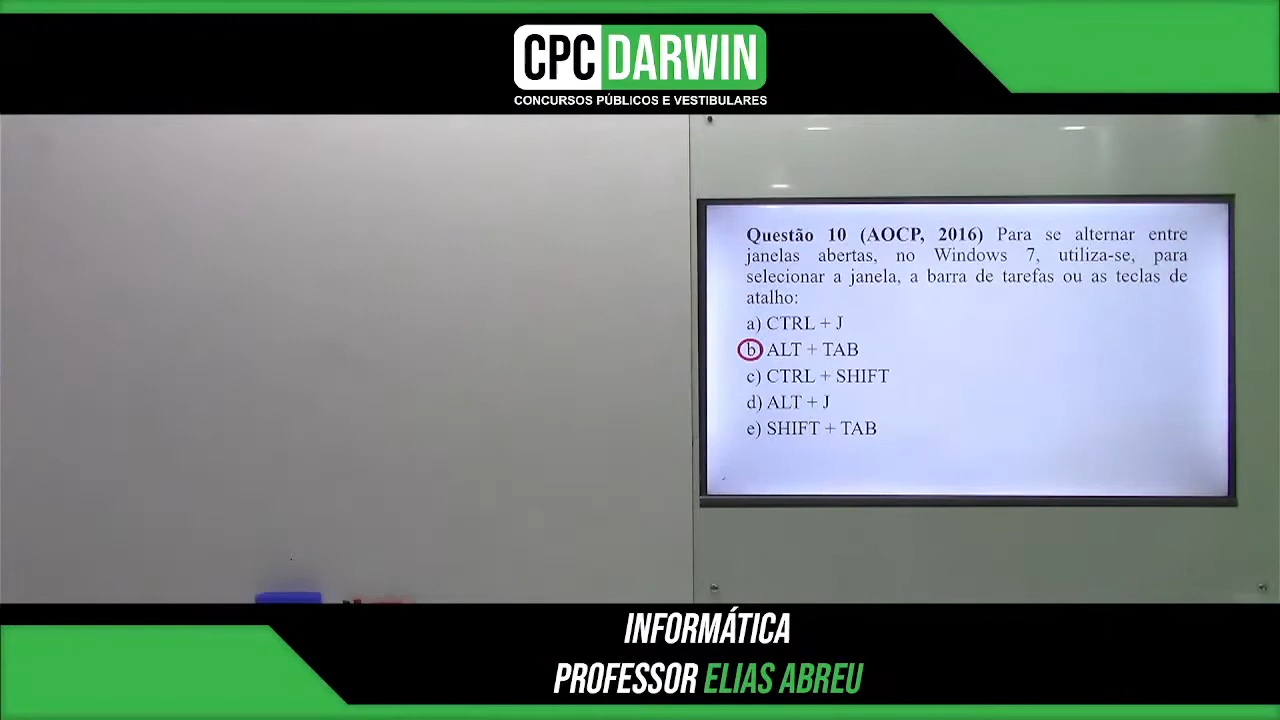 CPC DARWIN
CONCURSOS PÚBLICOS E VESTIBULARES
Questão 10 (AOCP, 2016) Para se alternar entre
janelas abertas, no Windows 7, utiliza-se, para
selecionar a janela, a barra de tarefas ou as teclas de
atalho:
a) CTRL + J
b) ALT + TAB
c) CTRL + SHIFT
d) ALT + J
e) SHIFT + TAB
INFORMÁTICA
PROFESSOR ELIAS ABREU